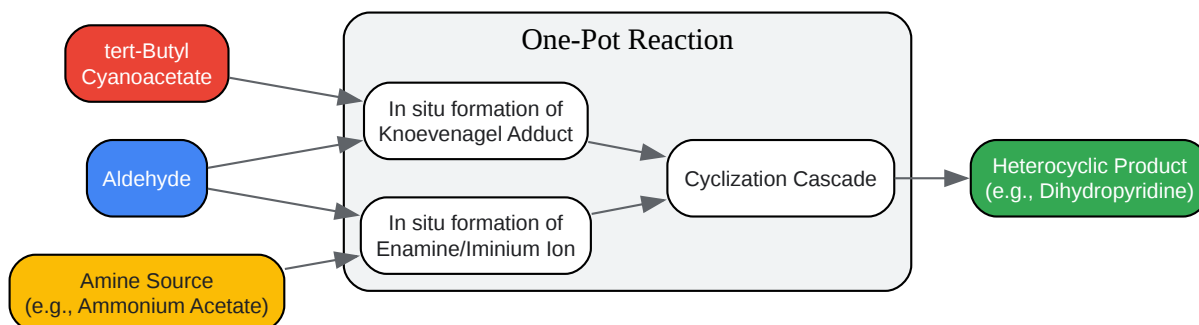 One-Pot Reaction
tert-Butyl
Cyanoacetate
Aldehyde
Amine Source
(e.g., Ammonium Acetate)
In situ formation of
Knoevenagel Adduct
In situ formation of
Enamine/Iminium Ion
Cyclization Cascade
Heterocyclic Product
(e.g., Dihydropyridine)